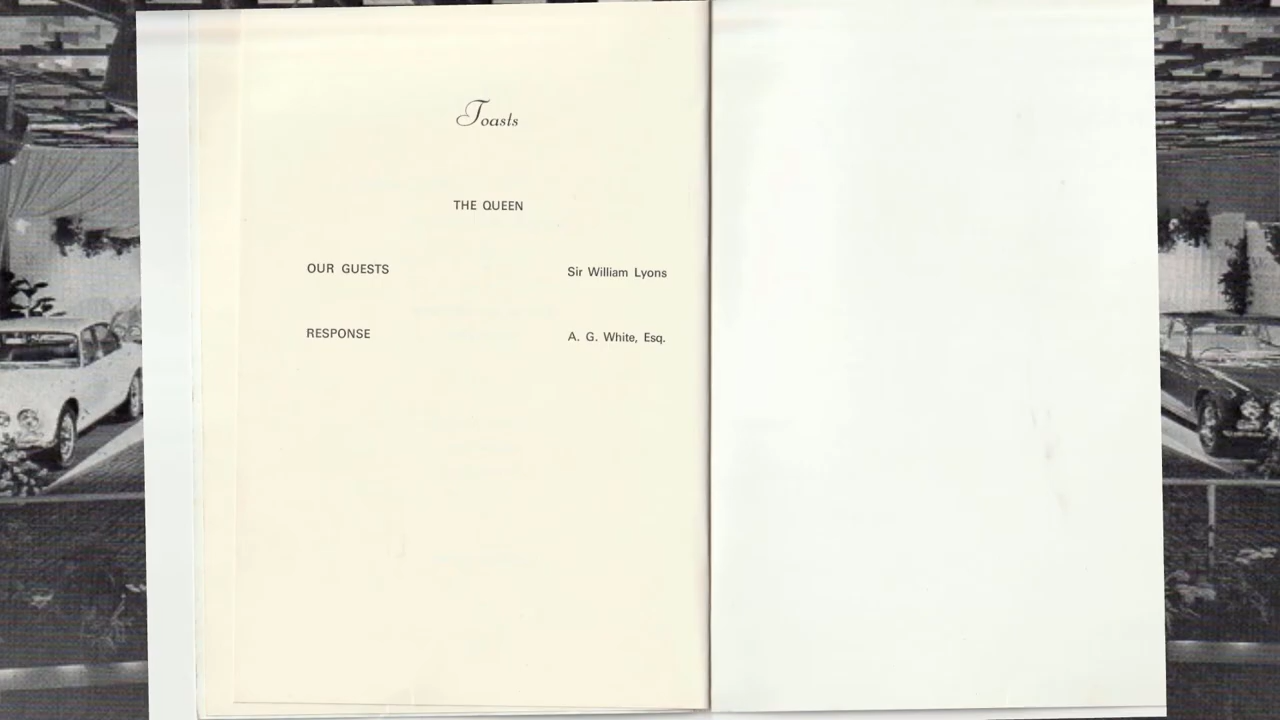 Toasts
THE QUEEN
OUR GUESTS Sir William Lyons
RESPONSE A. G. White, Esq.